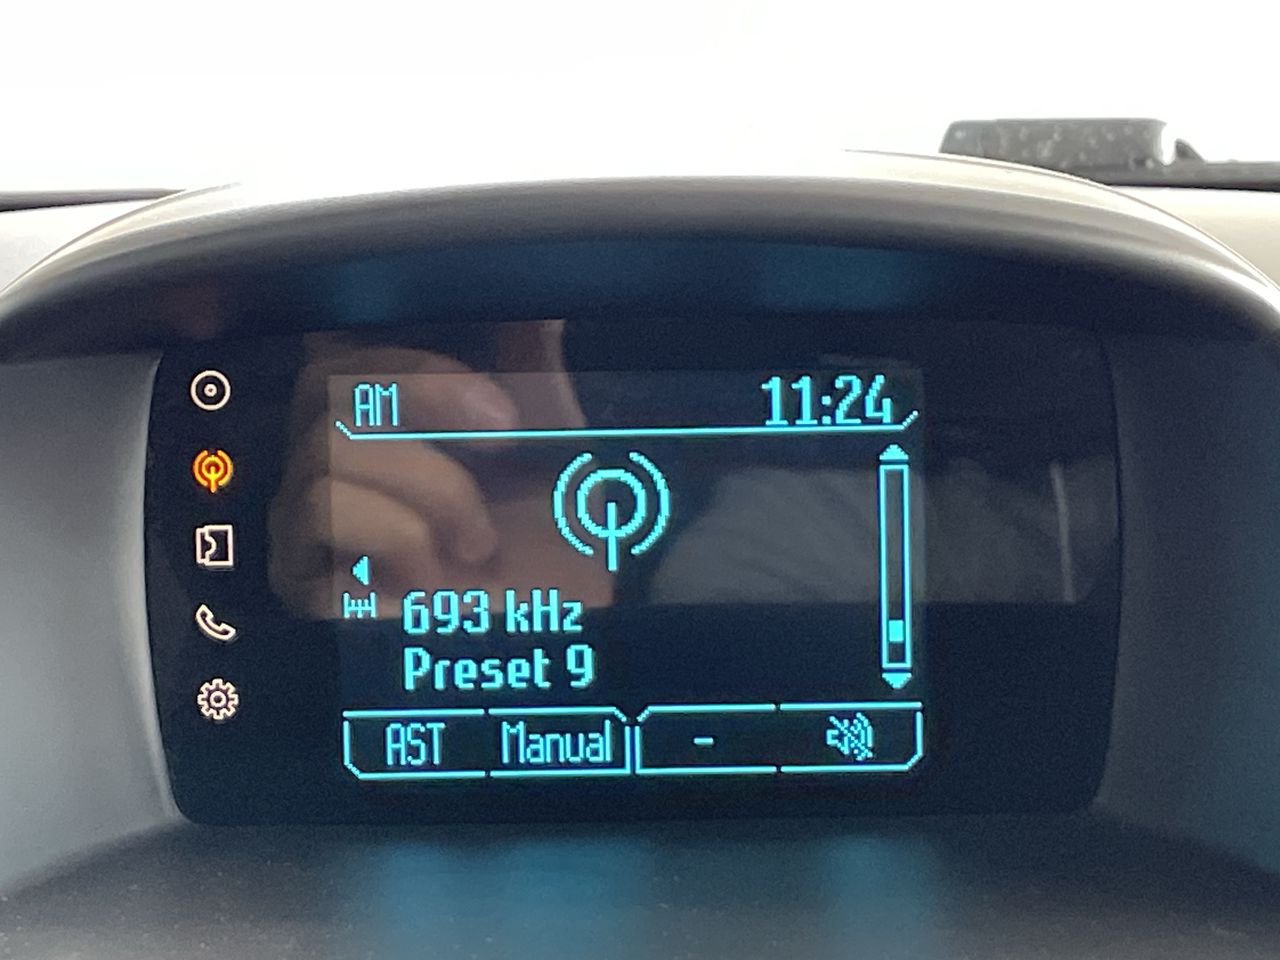 AM 11:24
693 kHz
Preset 9
AST Manual -